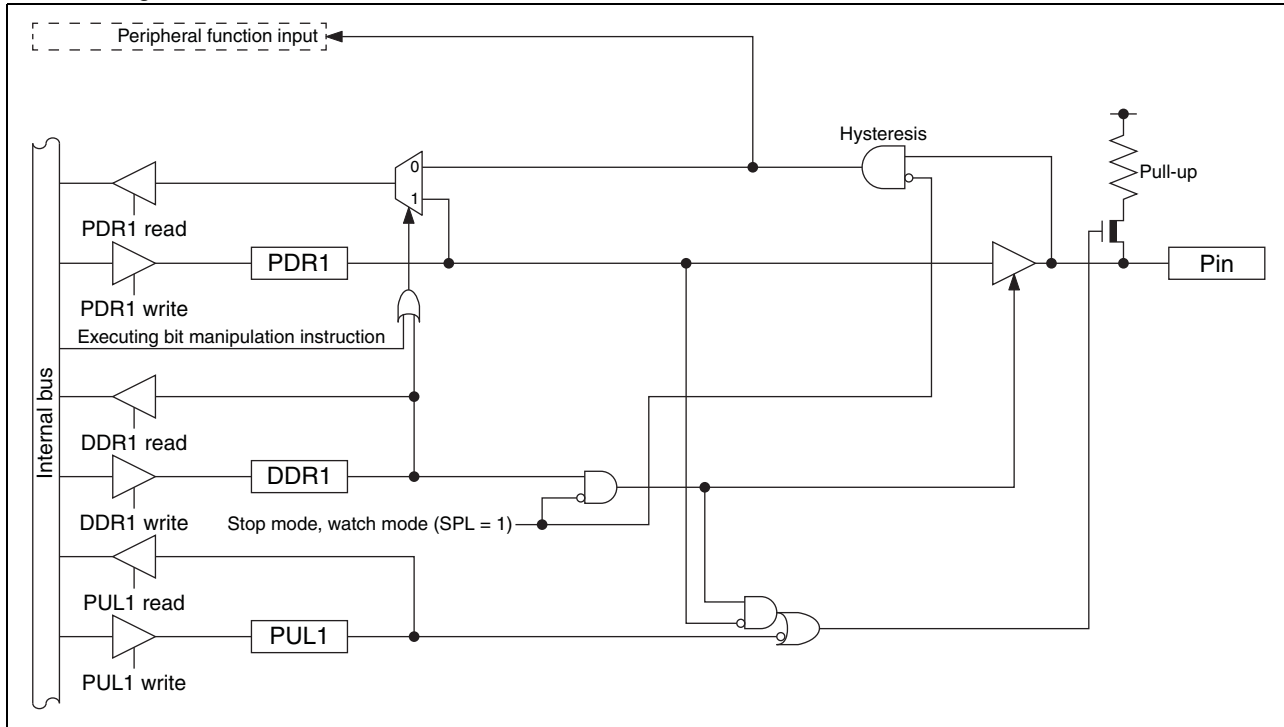 Peripheral function input
Hysteresis
0
Pull-up
1
PDR1 read
PDR1
Pin
PDR1 write
Executing bit manipulation instruction
Internal bus
DDR1 read
DDR1
DDR1 write
Stop mode, watch mode (SPL = 1)
PUL1 read
PUL1
PUL1 write